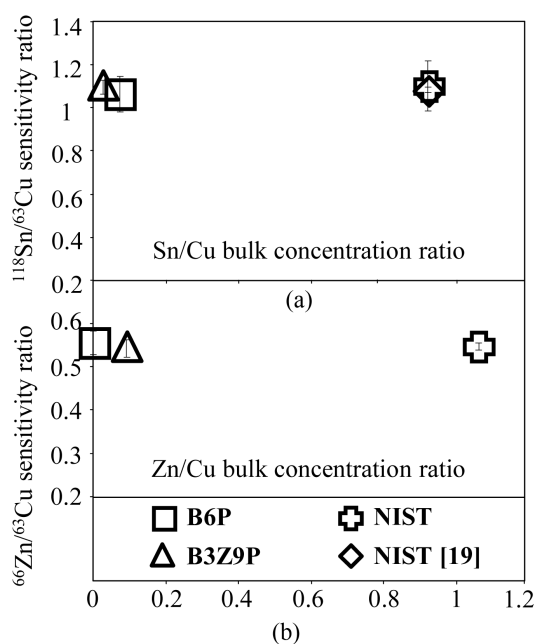 ¹¹⁸Sn/⁶³Cu sensitivity ratio
1.4
1.2
1
0.8
0.6
0.4
0.2
Sn/Cu bulk concentration ratio
(a)
⁶⁶Zn/⁶³Cu sensitivity ratio
0.6
0.5
0.4
0.3
0.2
Zn/Cu bulk concentration ratio
B6P NIST
B3Z9P NIST [19]
0 0.2 0.4 0.6 0.8 1 1.2
(b)